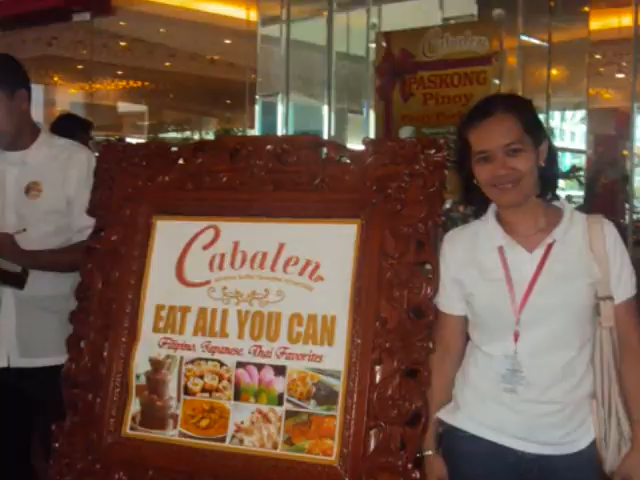 Cabalen
PASKONG
Pinoy
Cabalen
EAT ALL YOU CAN
Filipino, Japanese, Thai Favorites